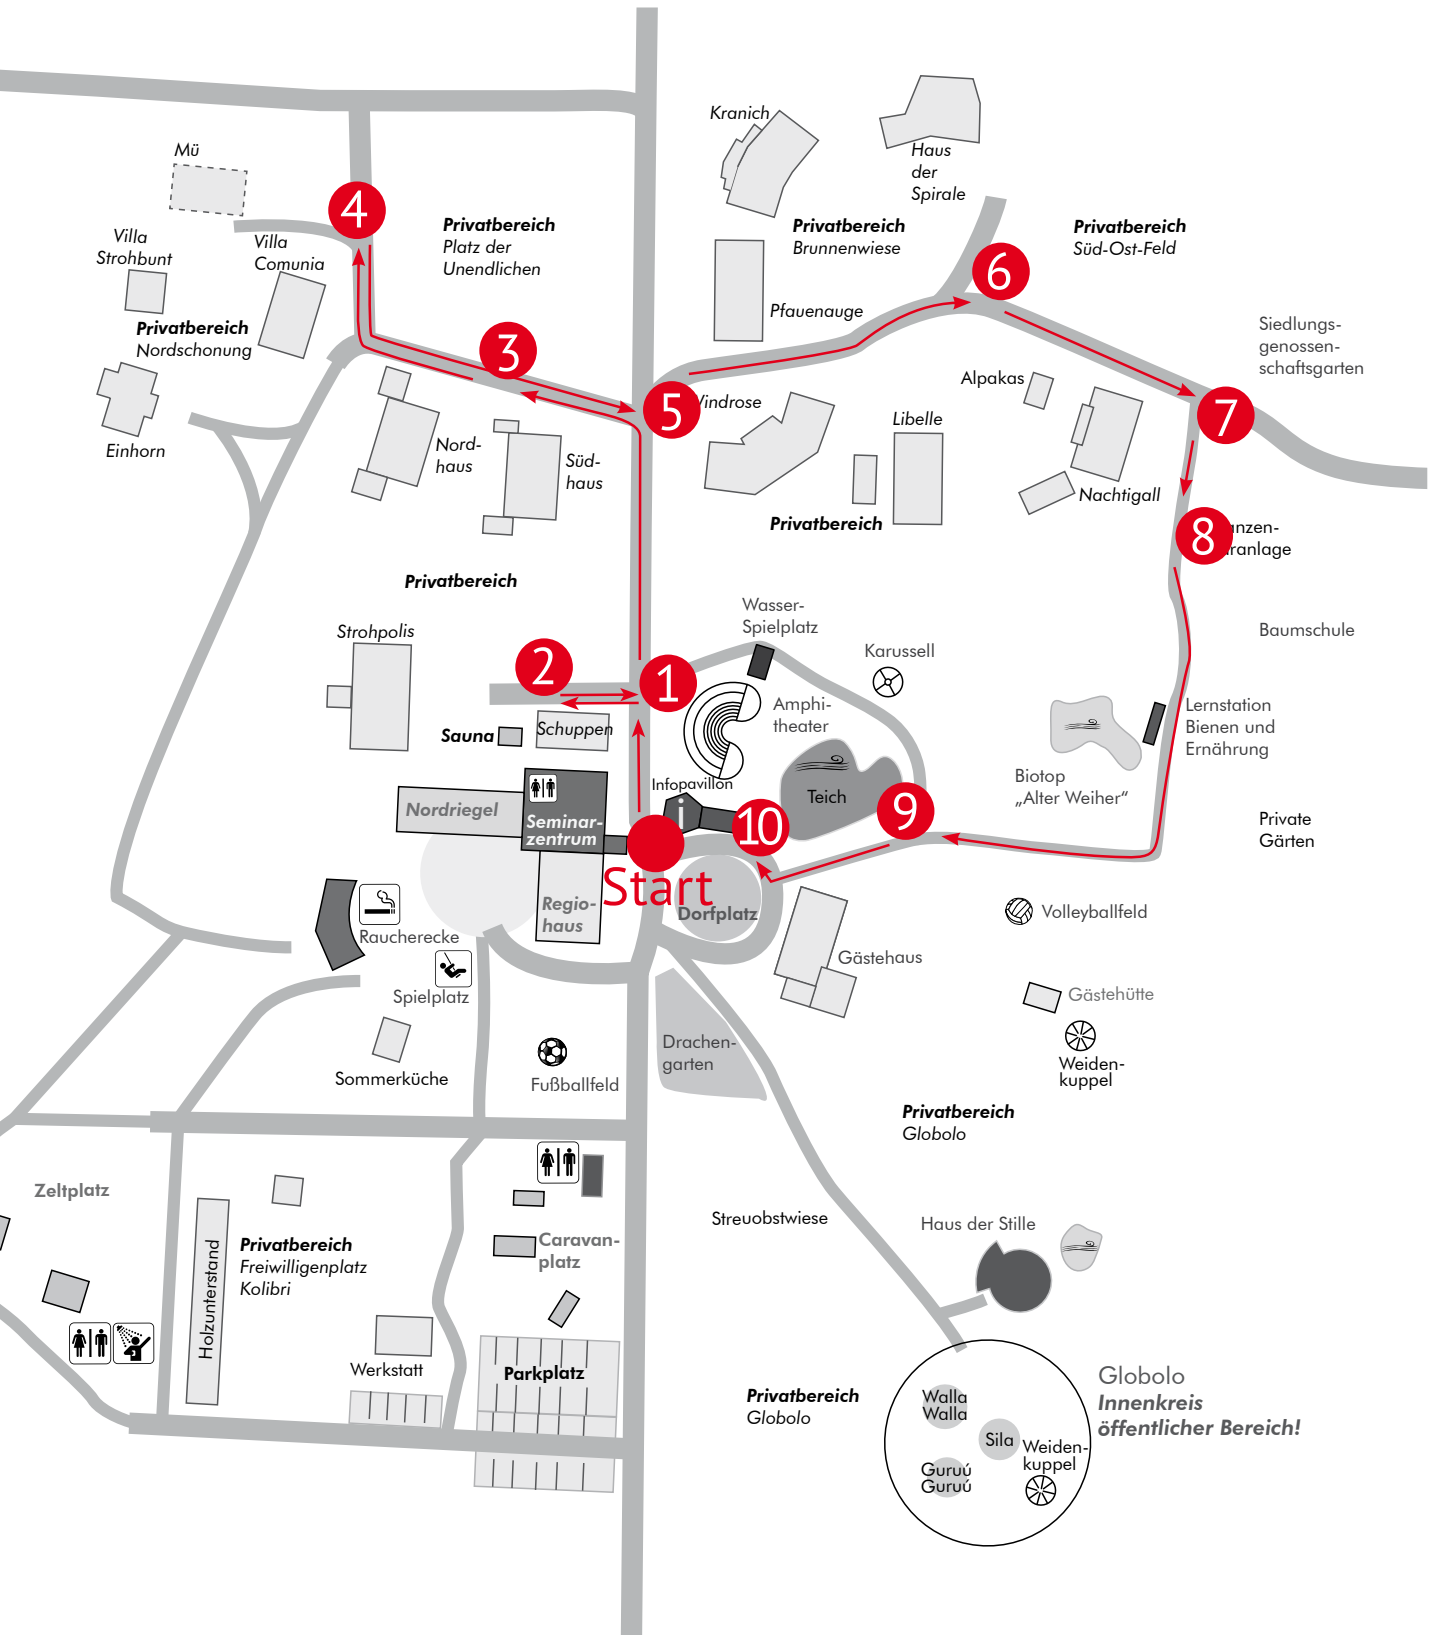 Kranich
Haus
der
Spirale
Mü
4
Privatbereich
Platz der
Unendlichen
Privatbereich
Brunnenwiese
Privatbereich
Süd-Ost-Feld
Villa
Strohbunt
Villa
Comunia
6
Pfauenauge
Privatbereich
Nordschonung
Siedlungs-
genossen-
schaftsgarten
3
Alpakas
5
Libelle
7
Einhorn
Nord-
haus
Süd-
haus
Nachtigall
Privatbereich
8
Privatbereich
Wasser-
Spielplatz
Strohpolis
Karussell
Baumschule
2
1
Amphi-
theater
Lernstation
Bienen und
Ernährung
Sauna
Schuppen
Infopavillon
i
Biotop
„Alter Weiher“
Teich
9
10
Nordriegel
Seminar-
zentrum
Private
Gärten
Start
Regio-
haus
Dorfplatz
Volleyballfeld
Raucherecke
Gästehaus
Spielplatz
Gästehütte
Drachen-
garten
Weiden-
kuppel
Sommerküche
Fußballfeld
Privatbereich
Globolo
Zeltplatz
Streuobstwiese
Haus der Stille
Privatbereich
Freiwilligenplatz
Kolibri
Caravan-
platz
Holzunterstand
Werkstatt
Parkplatz
Privatbereich
Globolo
Globolo
Innenkreis
öffentlicher Bereich!
Walla
Walla
Sila
Weiden-
kuppel
Guruú
Guruú